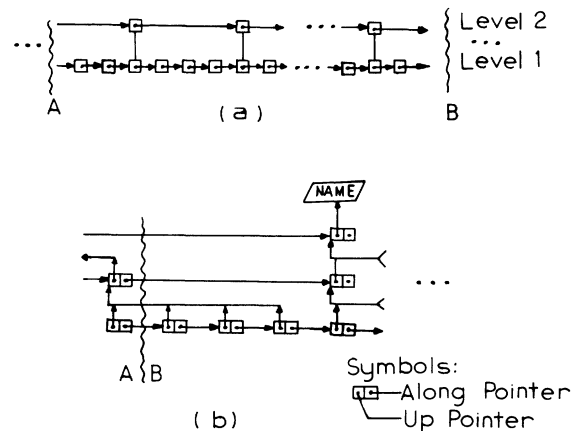 Level 2
Level 1
A
(a)
B
NAME
A B
(b)
Symbols:
Along Pointer
Up Pointer